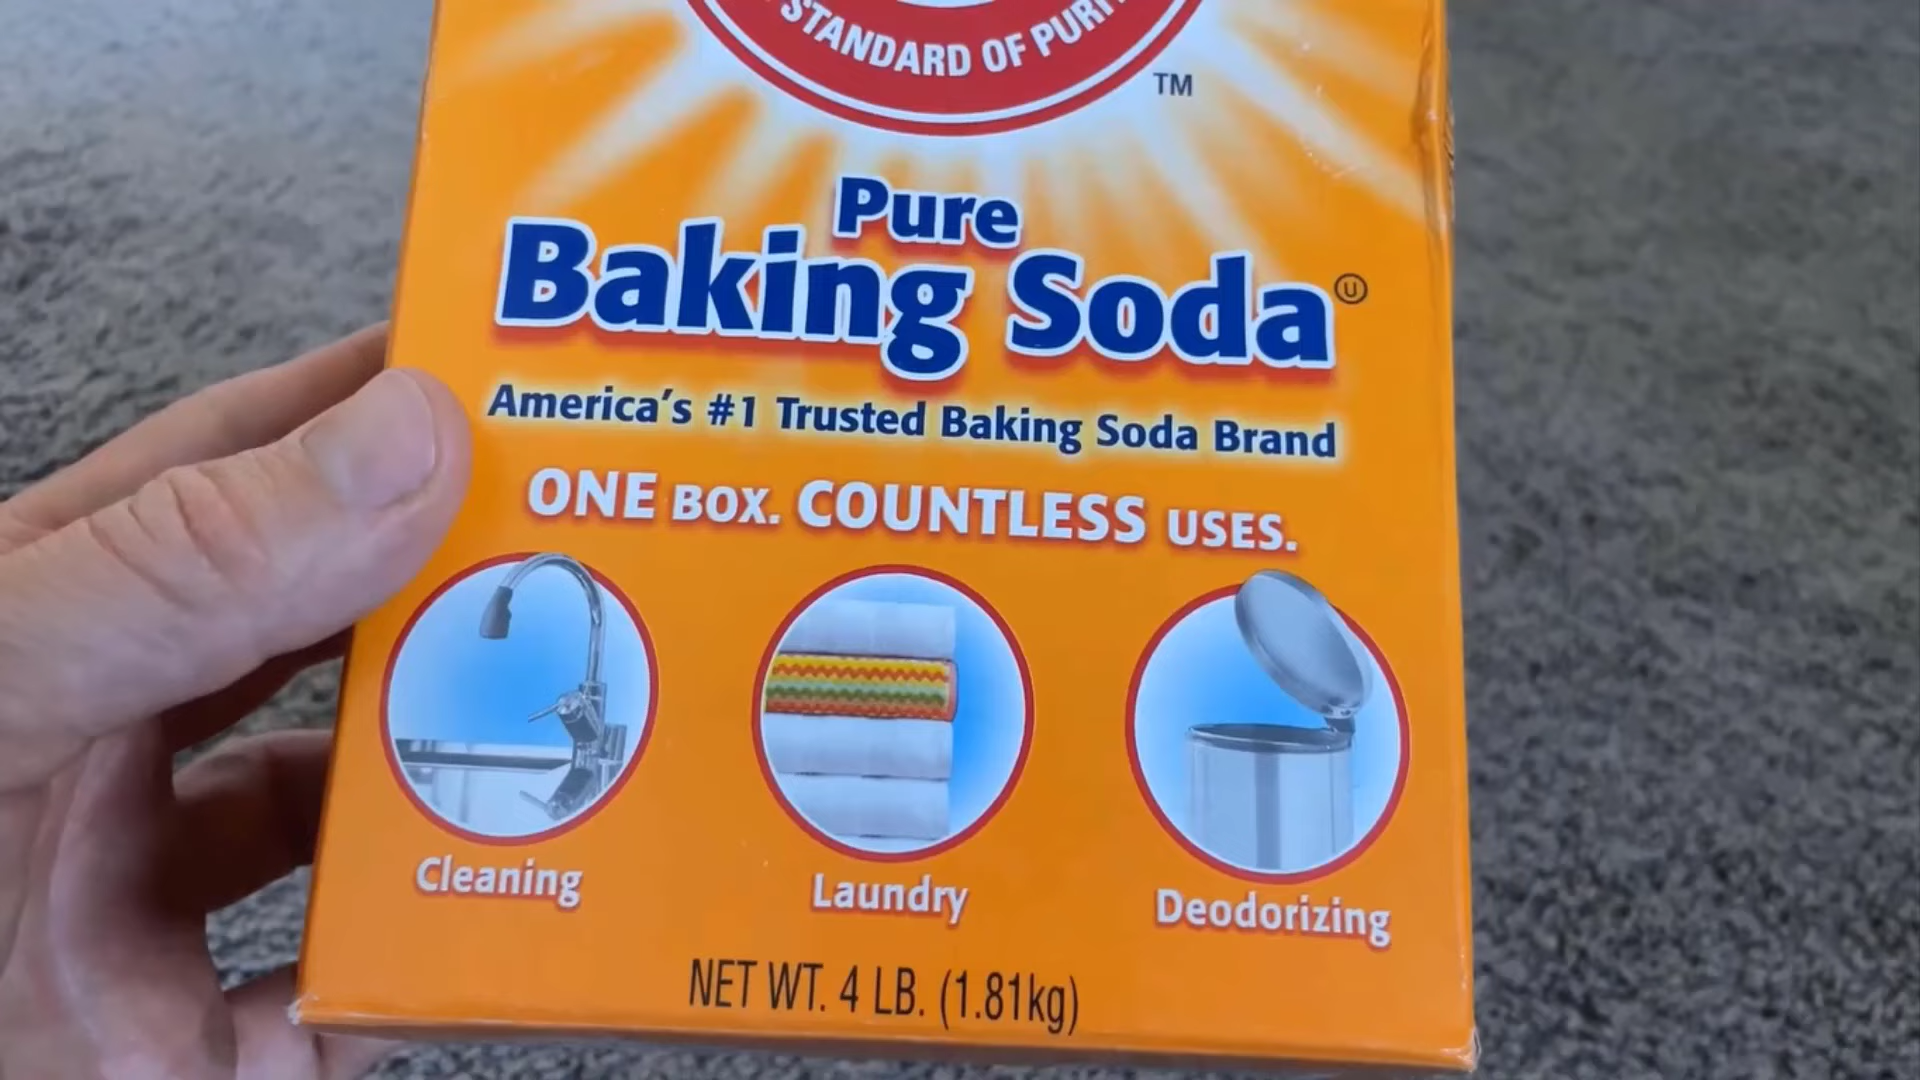 STANDARD OF PURITY
TM
Pure
Baking Soda
U
America's #1 Trusted Baking Soda Brand
ONE BOX. COUNTLESS USES.
Cleaning
Laundry
Deodorizing
NET WT. 4 LB. (1.81kg)